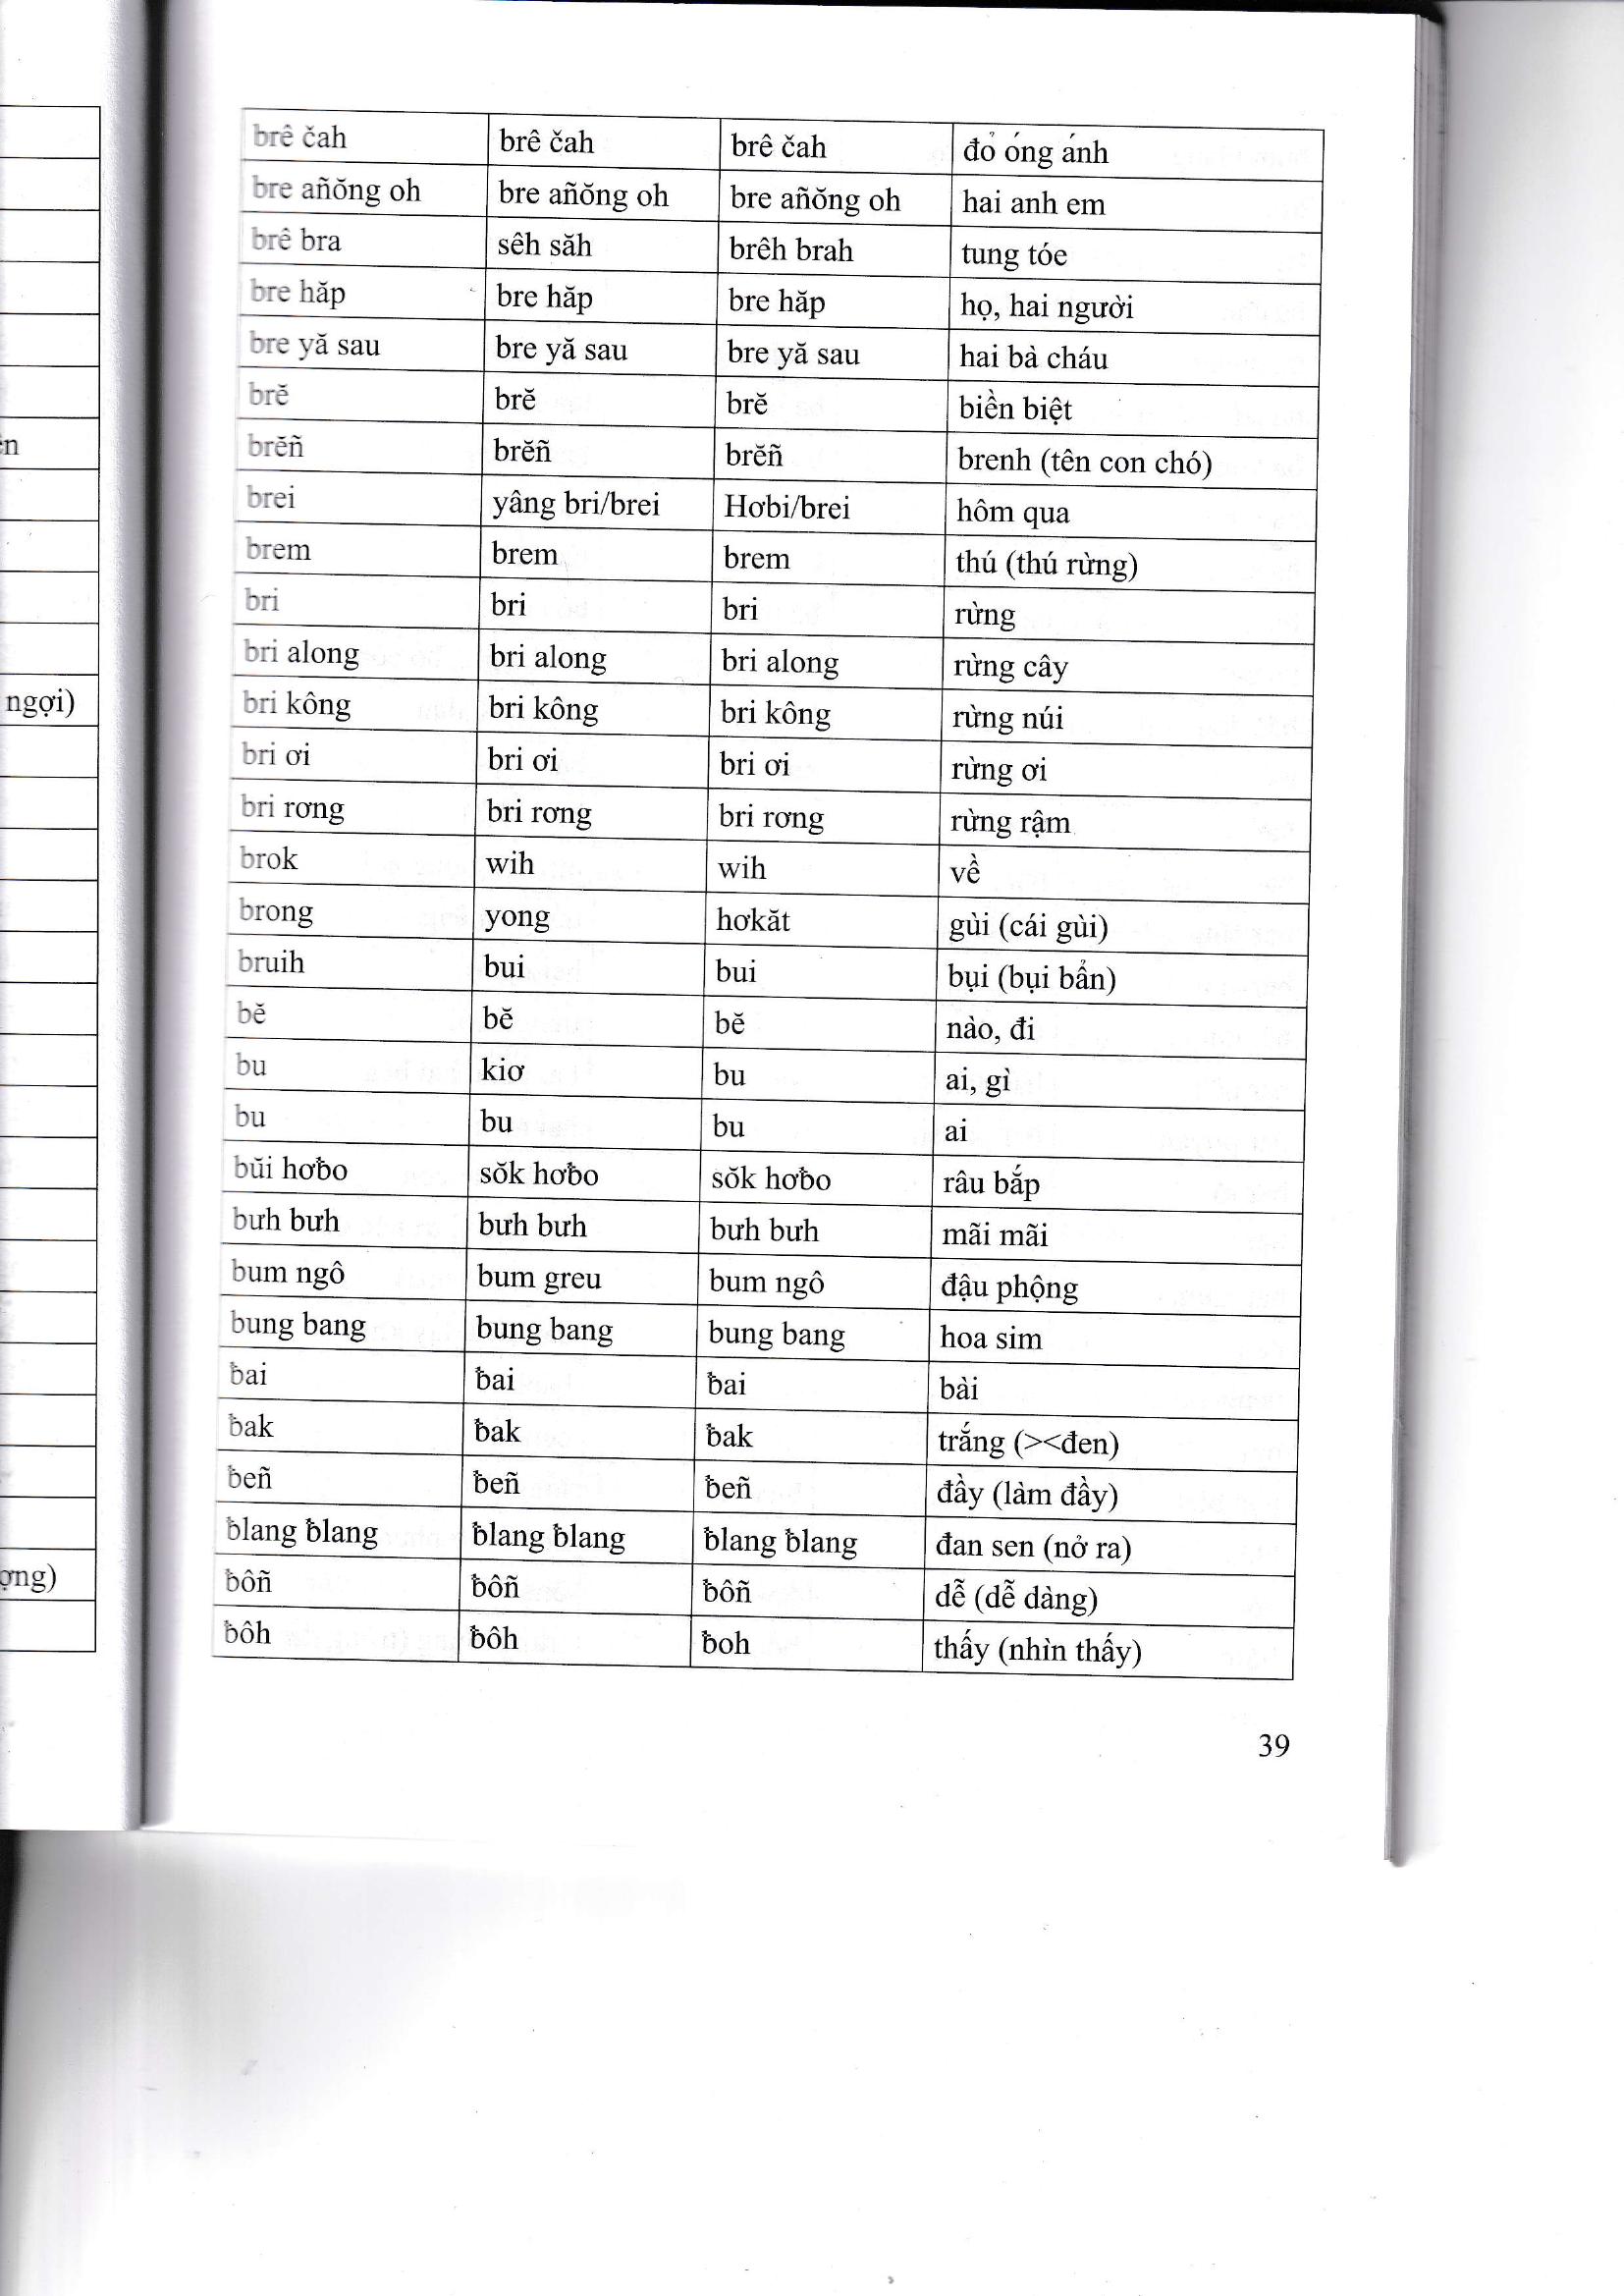 brê čah | brê čah | brê čah | đỏ óng ánh
bre añŏng oh | bre añŏng oh | bre añŏng oh | hai anh em
brê bra | sêh săh | brêh brah | tung tóe
bre hăp | bre hăp | bre hăp | họ, hai người
bre yă sau | bre yă sau | bre yă sau | hai bà cháu
brĕ | brĕ | brĕ | biền biệt
brĕñ | brĕñ | brĕñ | brenh (tên con chó)
brei | yâng bri/brei | Hơbi/brei | hôm qua
brem | brem | brem | thú (thú rừng)
bri | bri | bri | rừng
bri along | bri along | bri along | rừng cây
bri kông | bri kông | bri kông | rừng núi
bri ơi | bri ơi | bri ơi | rừng ơi
bri rơng | bri rơng | bri rơng | rừng rậm
brok | wih | wih | về
brong | yong | hơkăt | gùi (cái gùi)
bruih | bui | bui | bụi (bụi bẩn)
bĕ | bĕ | bĕ | nào, đi
bu | kiơ | bu | ai, gì
bu | bu | bu | ai
bŭi hơƀo | sŏk hơƀo | sŏk hơƀo | râu bắp
bưh bưh | bưh bưh | bưh bưh | mãi mãi
bum ngô | bum greu | bum ngô | đậu phộng
bung bang | bung bang | bung bang | hoa sim
ƀai | ƀai | ƀai | bài
ƀak | ƀak | ƀak | trắng (><đen)
ƀeñ | ƀeñ | ƀeñ | đầy (làm đầy)
ƀlang ƀlang | ƀlang ƀlang | ƀlang ƀlang | đan sen (nở ra)
ƀôñ | ƀôñ | ƀôñ | dễ (dễ dàng)
ƀôh | ƀôh | ƀoh | thấy (nhìn thấy)
39
ngợi)